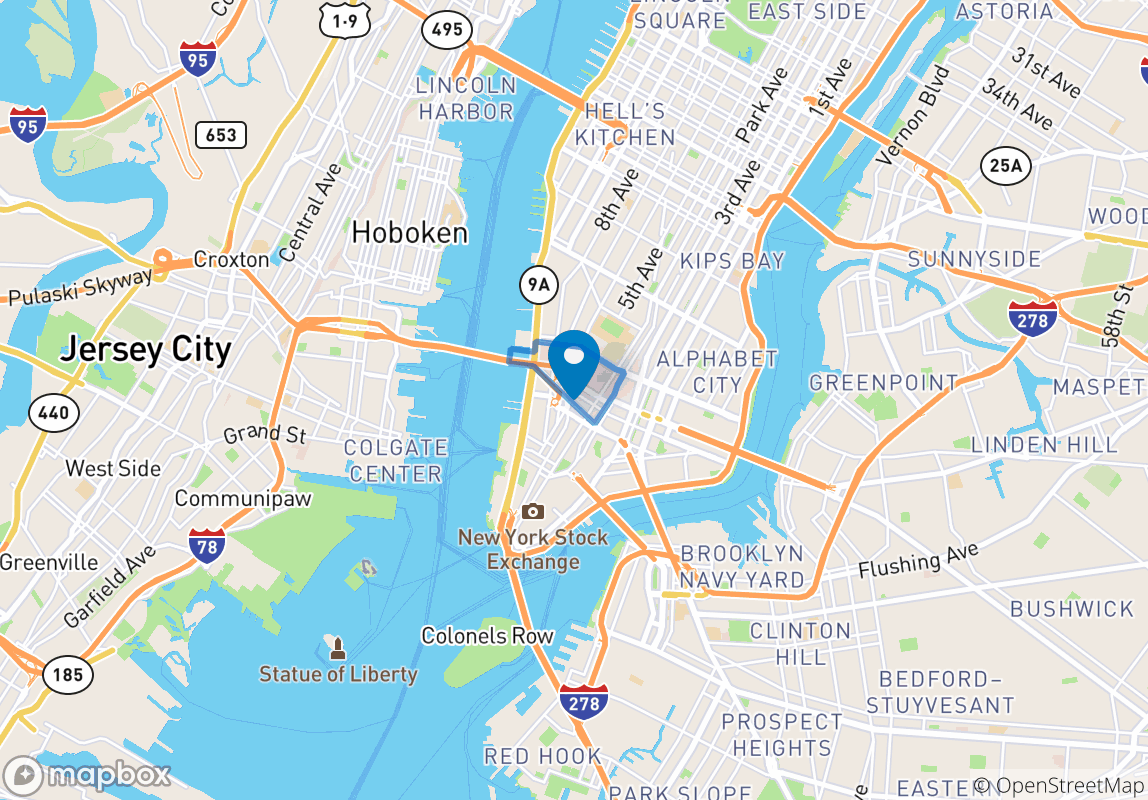 LINCOLN
SQUARE
EAST SIDE
ASTORIA
1·9
495
95
31st Ave
34th Ave
Park Ave
1st Ave
Vernon Blvd
LINCOLN
HARBOR
HELL'S
KITCHEN
95
653
25A
Central Ave
8th Ave
3rd Ave
WOOD
Hoboken
Croxton
KIPS BAY
SUNNYSIDE
Pulaski Skyway
9A
5th Ave
58th St
278
Jersey City
ALPHABET
CITY
GREENPOINT
MASPET
440
Grand St
COLGATE
CENTER
LINDEN HILL
West Side
Communipaw
New York Stock
Exchange
78
Greenville
Garfield Ave
BROOKLYN
NAVY YARD
Flushing Ave
BUSHWICK
Colonels Row
CLINTON
HILL
185
Statue of Liberty
278
BEDFORD–
STUYVESANT
PROSPECT
HEIGHTS
RED HOOK
mapbox
PARK SLOPE
EASTERN
© OpenStreetMap